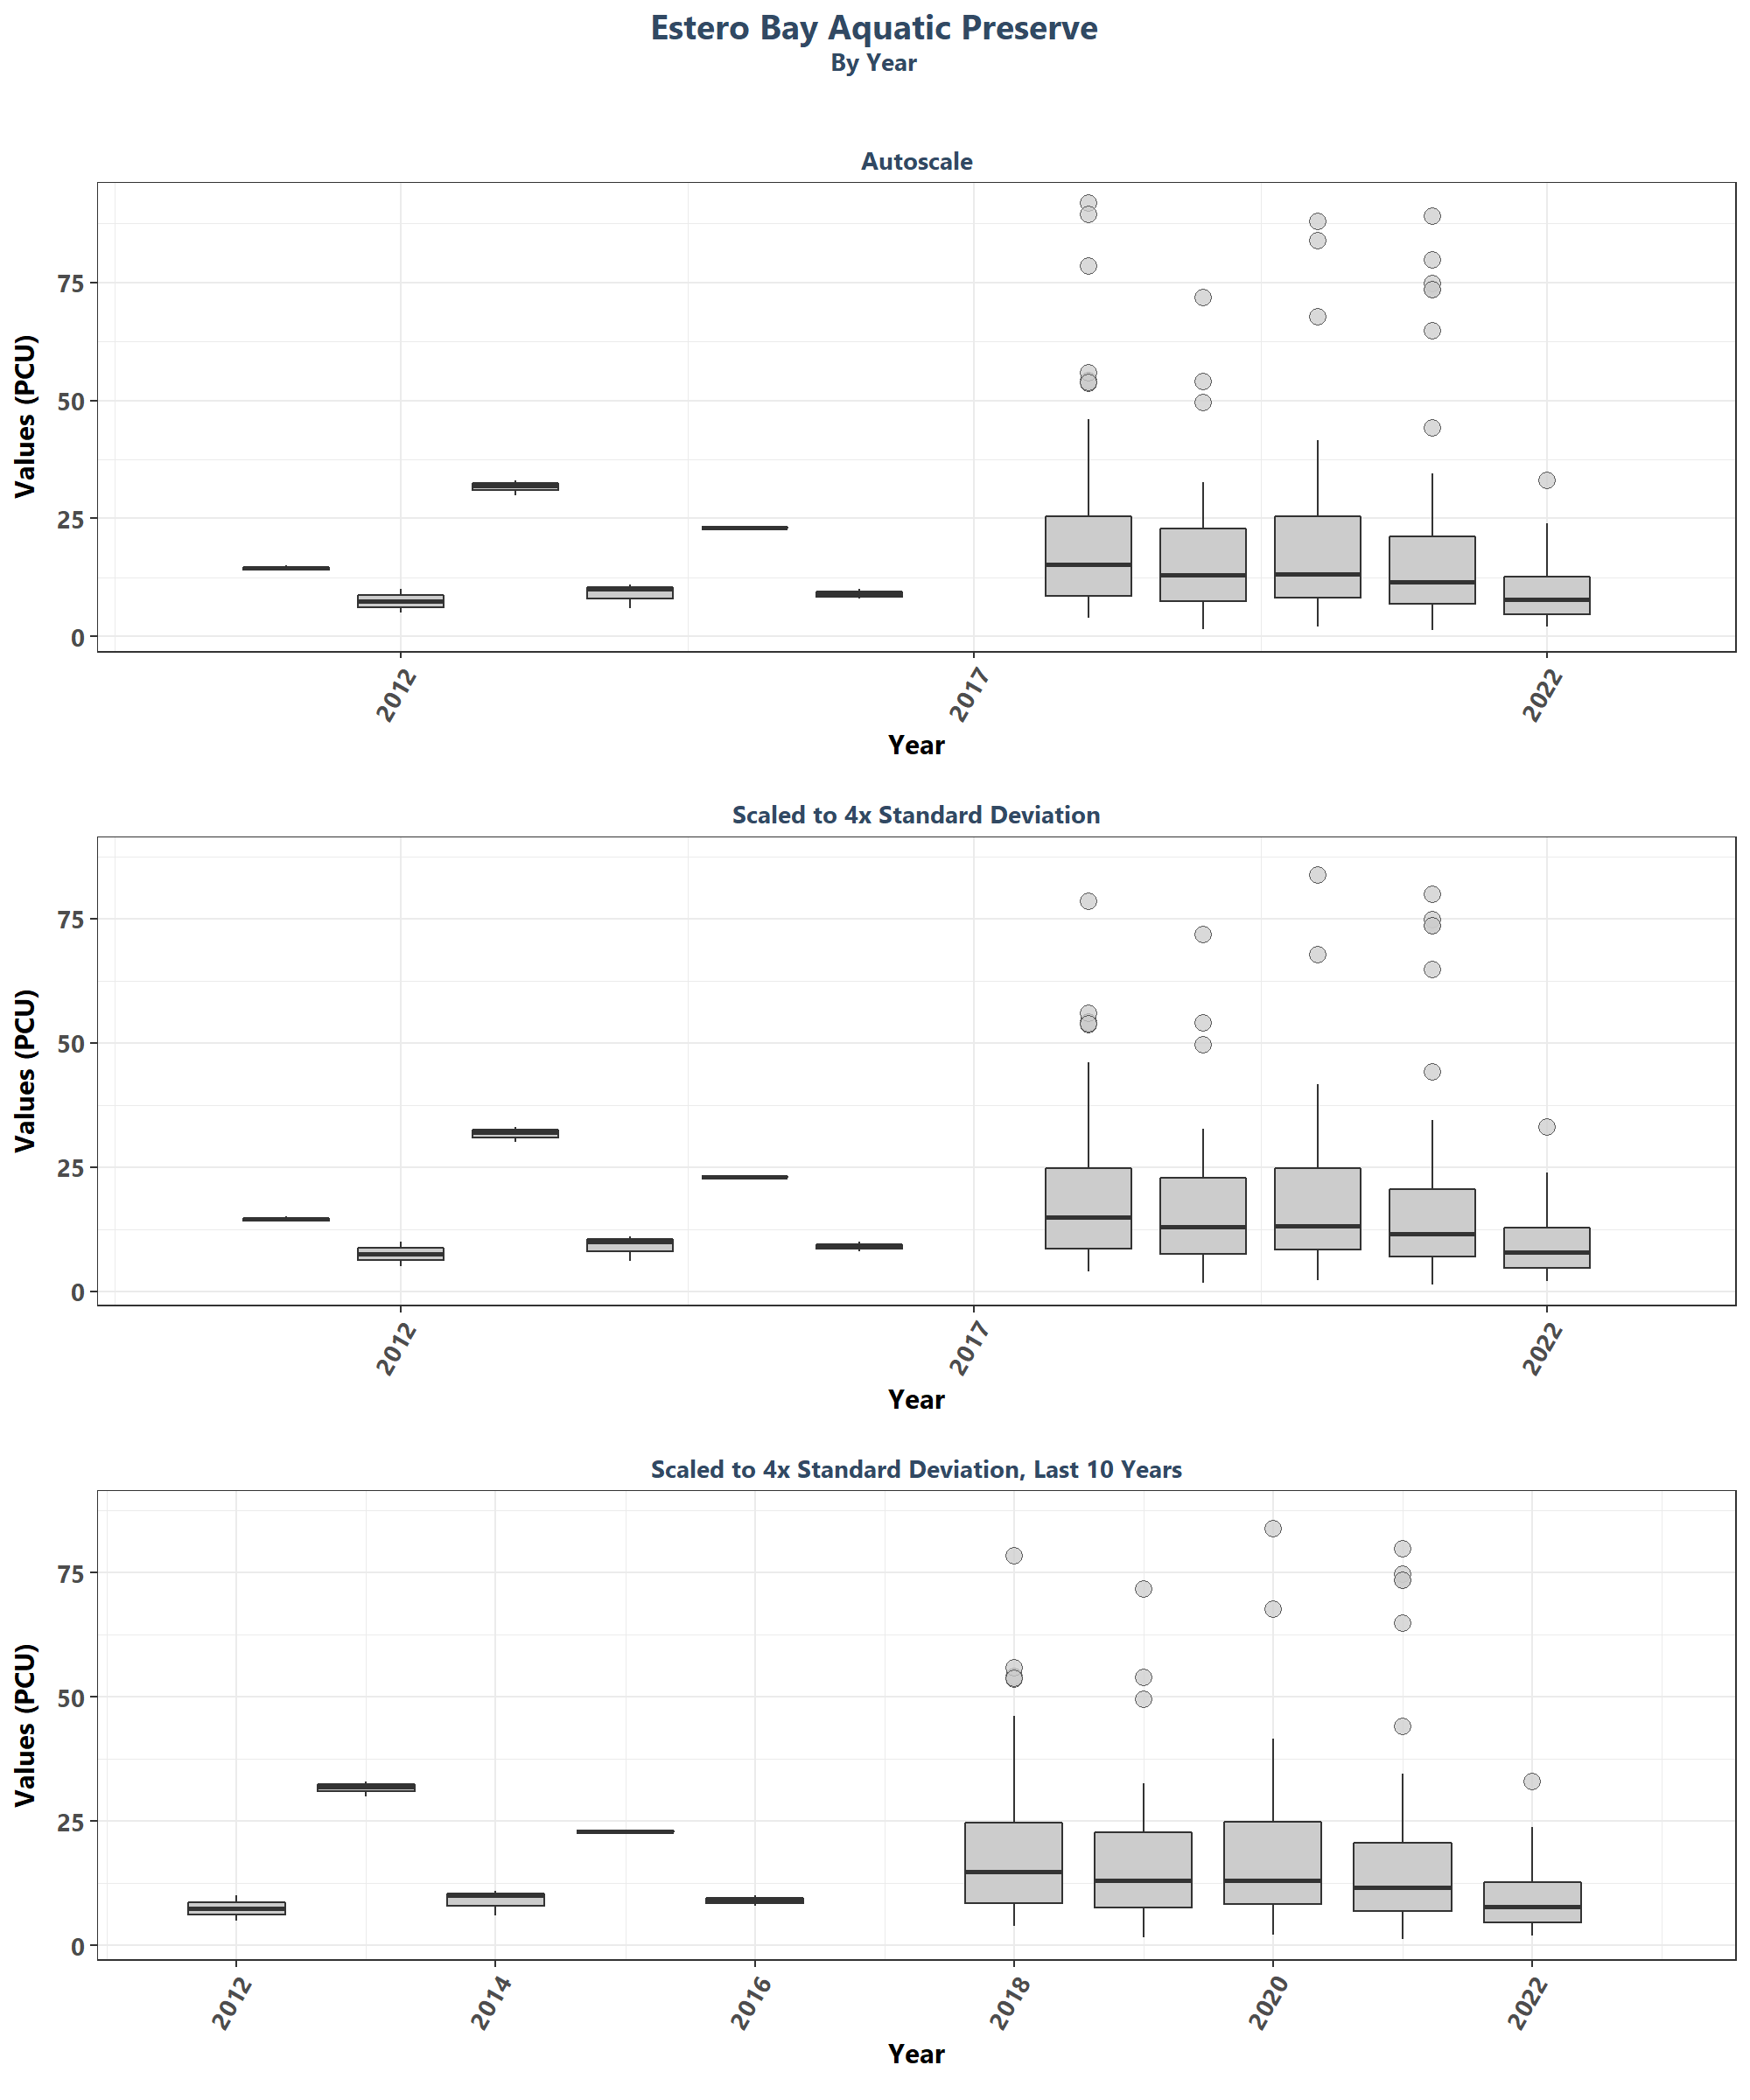 Estero Bay Aquatic Preserve
By Year
Autoscale
Values (PCU)
75
50
25
0
2012
2017
2022
Year
Scaled to 4x Standard Deviation
Values (PCU)
75
50
25
0
2012
2017
2022
Year
Scaled to 4x Standard Deviation, Last 10 Years
Values (PCU)
75
50
25
0
2012
2014
2016
2018
2020
2022
Year